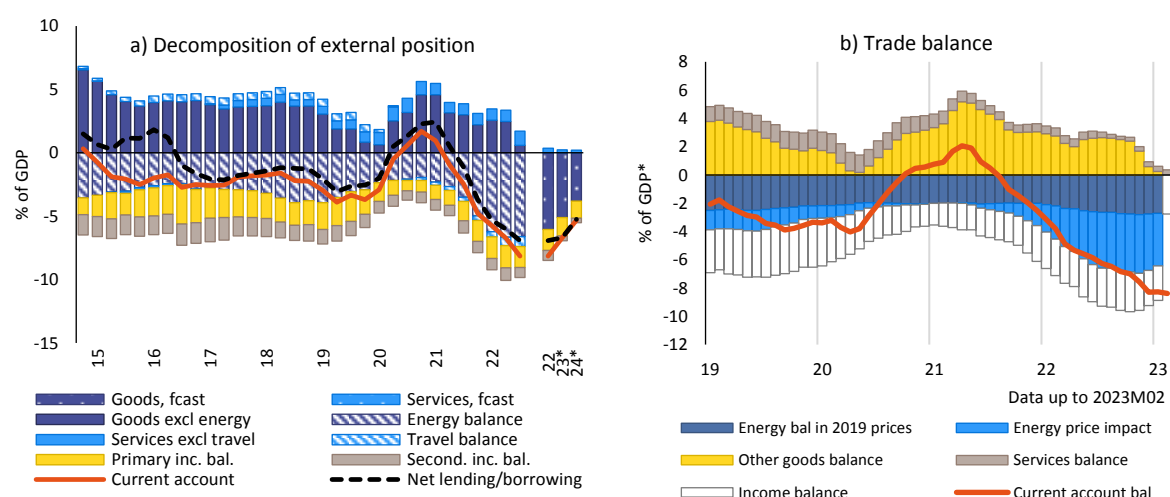 a) Decomposition of external position
% of GDP
10
5
0
-5
-10
-15
15
16
17
18
19
20
21
22
22
23*
24*
Goods, fcast
Services, fcast
Goods excl energy
Energy balance
Services excl travel
Travel balance
Primary inc. bal.
Second. inc. bal.
Current account
Net lending/borrowing
b) Trade balance
% of GDP*
8
6
4
2
0
-2
-4
-6
-8
-10
-12
19
20
21
22
23
Data up to 2023M02
Energy bal in 2019 prices
Energy price impact
Other goods balance
Services balance
Income balance
Current account bal